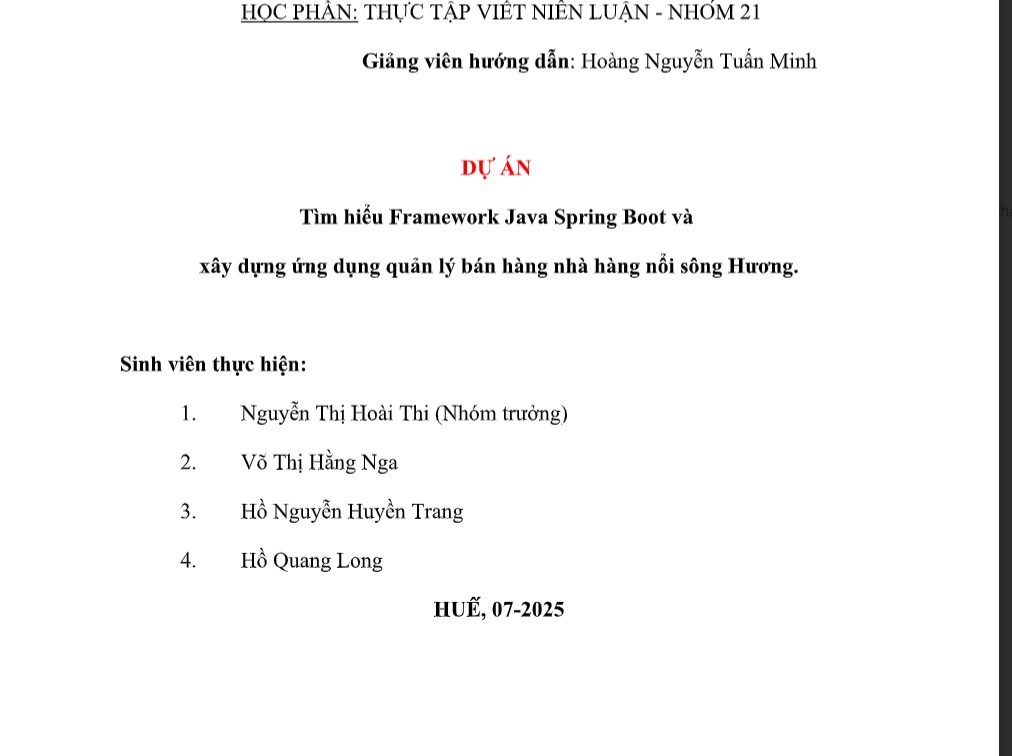 HỌC PHẦN: THỰC TẬP VIẾT NIÊN LUẬN - NHÓM 21
Giảng viên hướng dẫn: Hoàng Nguyễn Tuấn Minh
DỰ ÁN
Tìm hiểu Framework Java Spring Boot và
xây dựng ứng dụng quản lý bán hàng nhà hàng nổi sông Hương.
Sinh viên thực hiện:
1. Nguyễn Thị Hoài Thi (Nhóm trưởng)
2. Võ Thị Hằng Nga
3. Hồ Nguyễn Huyền Trang
4. Hồ Quang Long
HUẾ, 07-2025